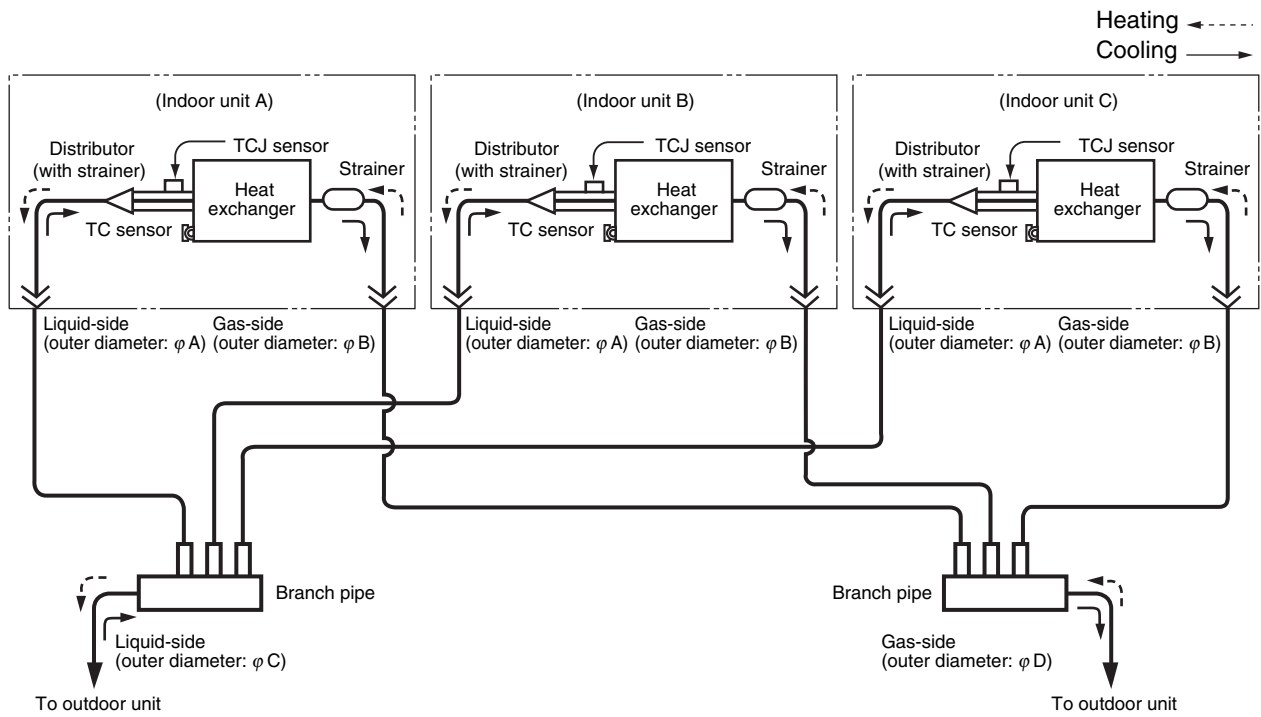 Heating
Cooling
(Indoor unit A)
Distributor
(with strainer)
TCJ sensor
Strainer
Heat
exchanger
TC sensor
Liquid-side
(outer diameter: φ A)
Gas-side
(outer diameter: φ B)
(Indoor unit B)
Distributor
(with strainer)
TCJ sensor
Strainer
Heat
exchanger
TC sensor
Liquid-side
(outer diameter: φ A)
Gas-side
(outer diameter: φ B)
(Indoor unit C)
Distributor
(with strainer)
TCJ sensor
Strainer
Heat
exchanger
TC sensor
Liquid-side
(outer diameter: φ A)
Gas-side
(outer diameter: φ B)
Branch pipe
Liquid-side
(outer diameter: φ C)
To outdoor unit
Branch pipe
Gas-side
(outer diameter: φ D)
To outdoor unit